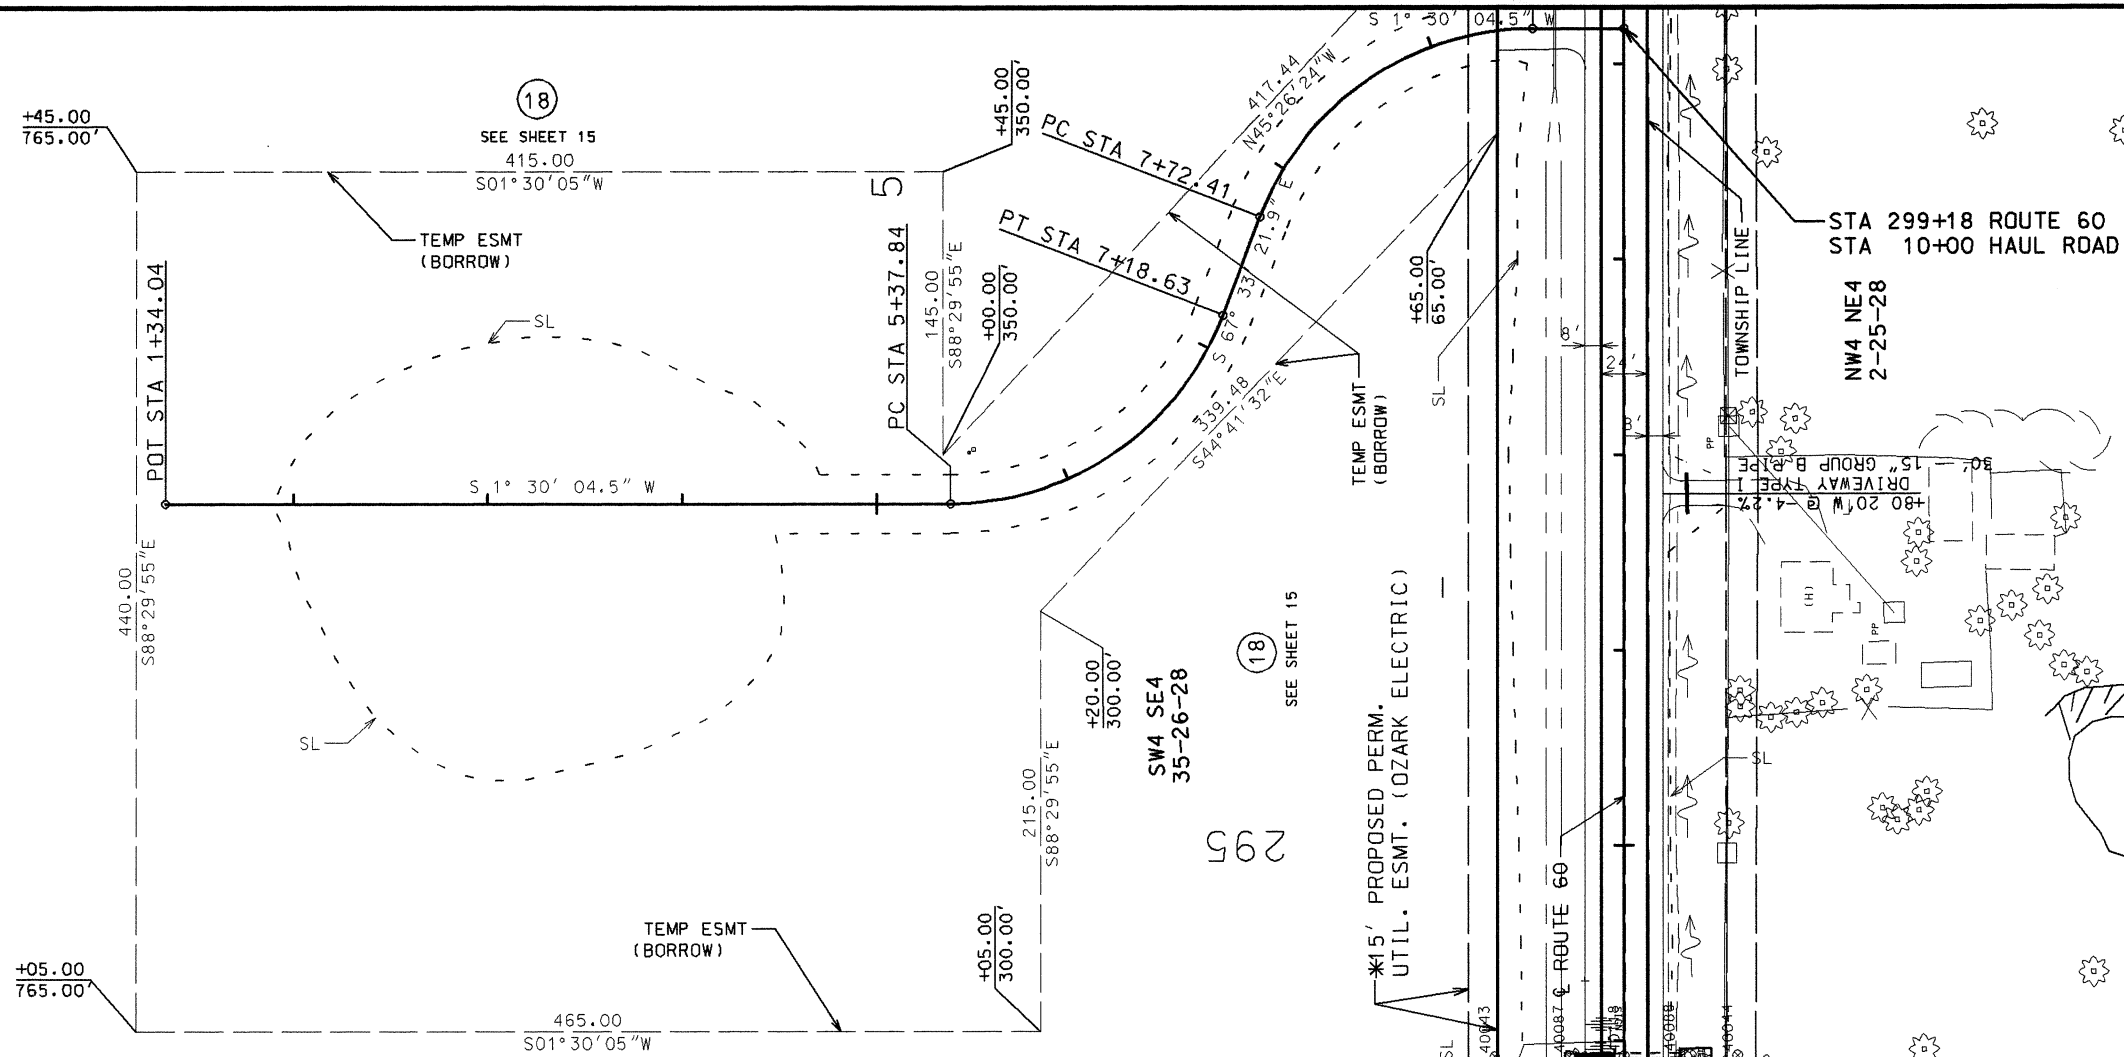 +45.00
765.00'
18
SEE SHEET 15
415.00
S01°30'05"W
TEMP ESMT
(BORROW)
POT STA 1+34.04
SL
5
PC STA 5+37.84
145.00
S88°29'55"E
+45.00
350.00'
+00.00
350.00'
PC STA 7+72.41
PT STA 7+18.63
417.44
N45°26'24"W
S 1° 30' 04.5" W
S 67° 33' 21.9" E
339.48
S44°41'32"E
TEMP ESMT
(BORROW)
+65.00
65.00'
SL
8'
24'
8'
TOWNSHIP LINE
STA 299+18 ROUTE 60
STA 10+00 HAUL ROAD
NW4 NE4
2-25-28
PP
+80 20'W @ -4.2%
DRIVEWAY TYPE I
30' - 15" GROUP B PIPE
(H)
PP
S 1° 30' 04.5" W
440.00
S88°29'55"E
SL
+20.00
300.00'
SW4 SE4
35-26-28
18
SEE SHEET 15
215.00
S88°29'55"E
295
*15' PROPOSED PERM.
UTIL. ESMT. (OZARK ELECTRIC)
SL
℄ ROUTE 60
TEMP ESMT
(BORROW)
+05.00
300.00'
+05.00
765.00'
465.00
S01°30'05"W
SL
40043
40087
40088
40044